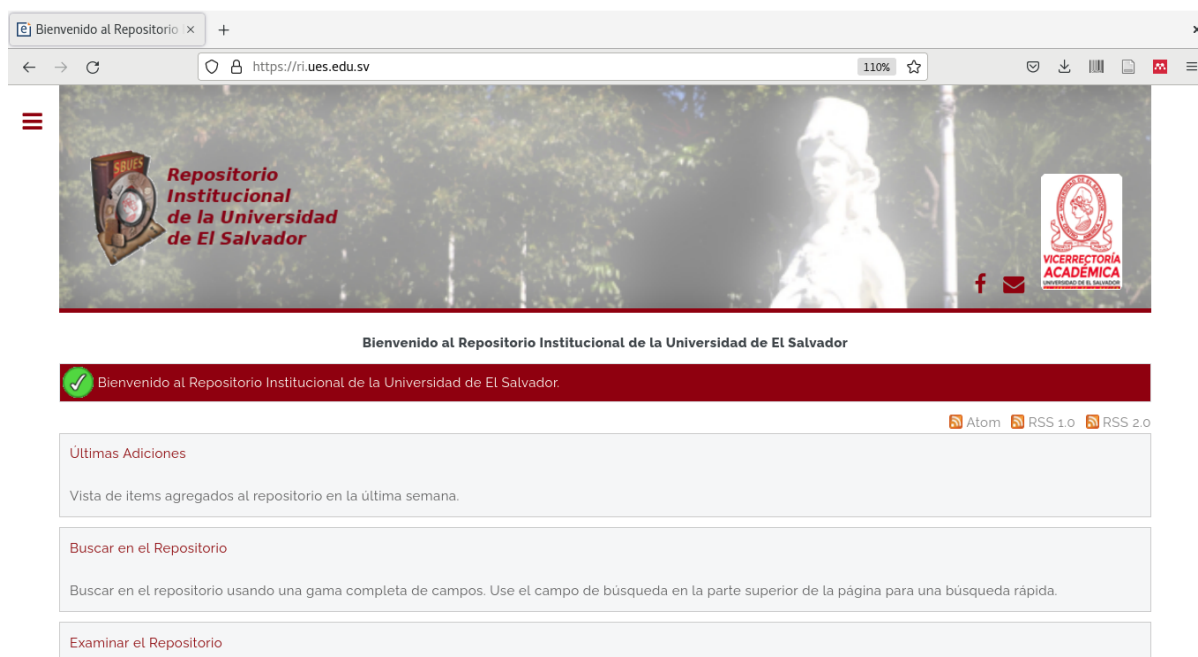 Bienvenido al Repositorio
https://ri.ues.edu.sv
110%
SBUES
Repositorio
Institucional
de la Universidad
de El Salvador
VICERRECTORÍA
ACADÉMICA
UNIVERSIDAD DE EL SALVADOR
Bienvenido al Repositorio Institucional de la Universidad de El Salvador
Bienvenido al Repositorio Institucional de la Universidad de El Salvador.
Atom RSS 1.0 RSS 2.0
Últimas Adiciones
Vista de items agregados al repositorio en la última semana.
Buscar en el Repositorio
Buscar en el repositorio usando una gama completa de campos. Use el campo de búsqueda en la parte superior de la página para una búsqueda rápida.
Examinar el Repositorio